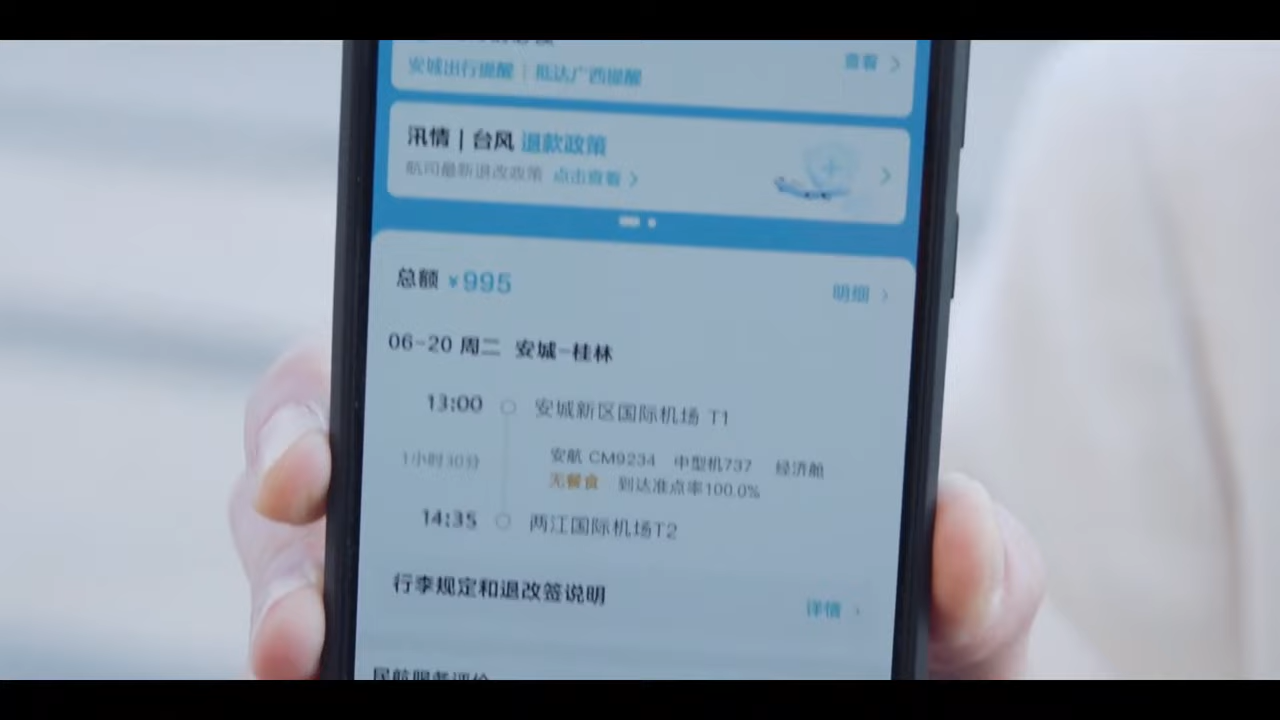 安城出行提醒 | 抵达广西提醒
查看 >
汛情 | 台风 退款政策
航司最新退改政策 点击查看 >
总额 ¥995
明细 >
06-20 周二 安城-桂林
13:00 安城新区国际机场 T1
1小时30分
安航 CM9234 中型机737 经济舱
无餐食 到达准点率100.0%
14:35 两江国际机场T2
行李规定和退改签说明
详情 >